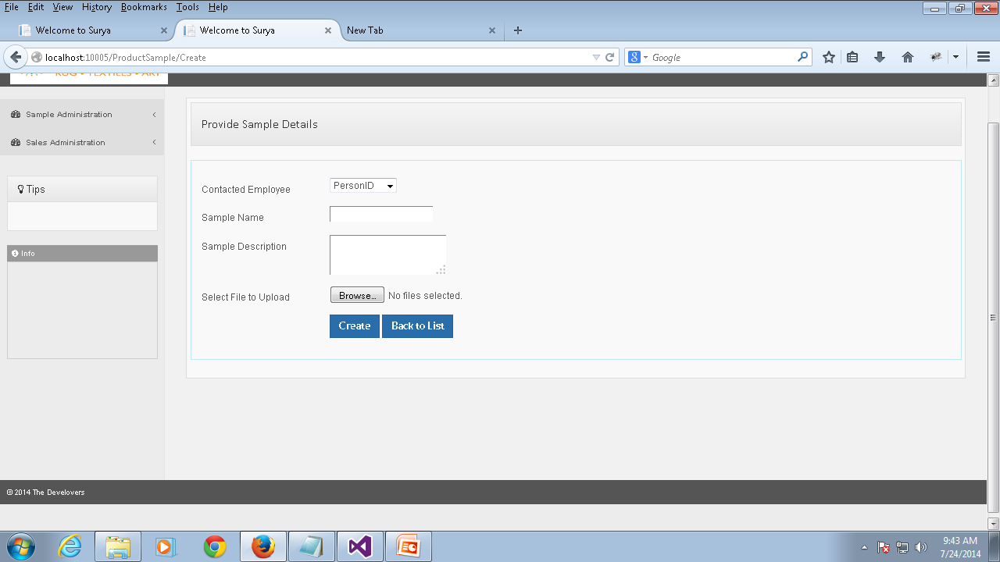 File Edit View History Bookmarks Tools Help
Welcome to Surya
Welcome to Surya
New Tab
localhost:10005/ProductSample/Create
Google
RUG • TEXTILES • ART
Sample Administration
Sales Administration
Tips
Info
Provide Sample Details
Contacted Employee PersonID
Sample Name
Sample Description
Select File to Upload Browse... No files selected.
Create Back to List
© 2014 The Develovers
9:43 AM
7/24/2014